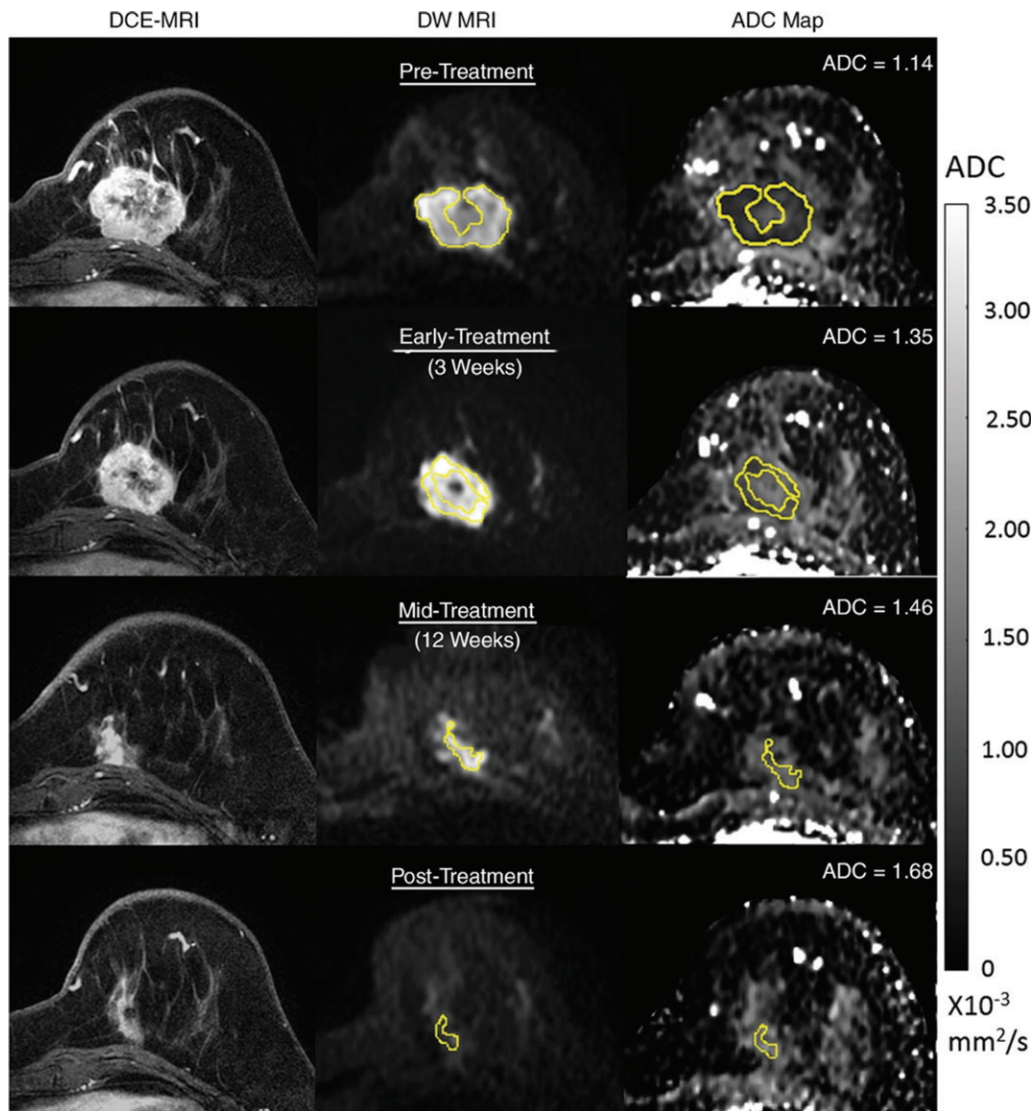 DCE-MRI
DW MRI
ADC Map
Pre-Treatment
ADC = 1.14
Early-Treatment
(3 Weeks)
ADC = 1.35
Mid-Treatment
(12 Weeks)
ADC = 1.46
Post-Treatment
ADC = 1.68
ADC
3.50
3.00
2.50
2.00
1.50
1.00
0.50
0
X10⁻³
mm²/s